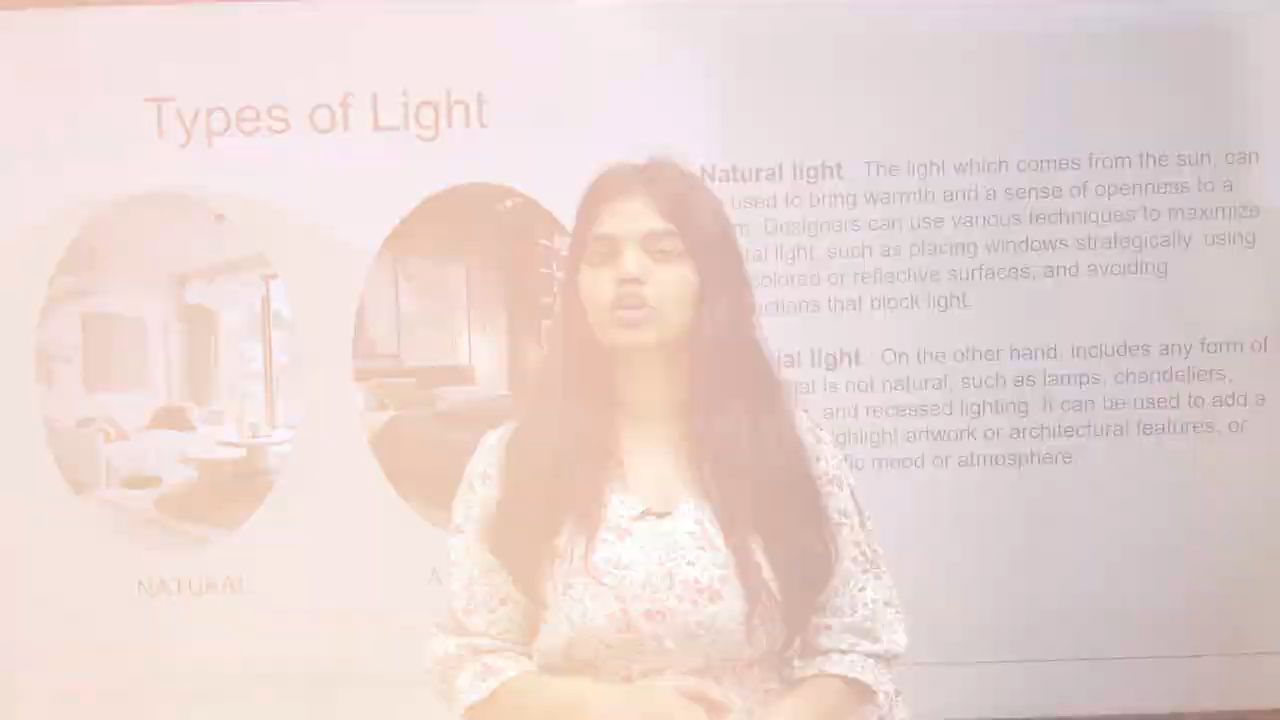 Types of Light
Natural light The light which comes from the sun, can
used to bring warmth and a sense of openness to a
Designers can use various techniques to maximize
light, such as placing windows strategically, using
colored or reflective surfaces, and avoiding
that block light.
light On the other hand, includes any form of
is not natural, such as lamps, chandeliers,
and recessed lighting. It can be used to add a
artwork or architectural features, or
mood or atmosphere.
NATURAL